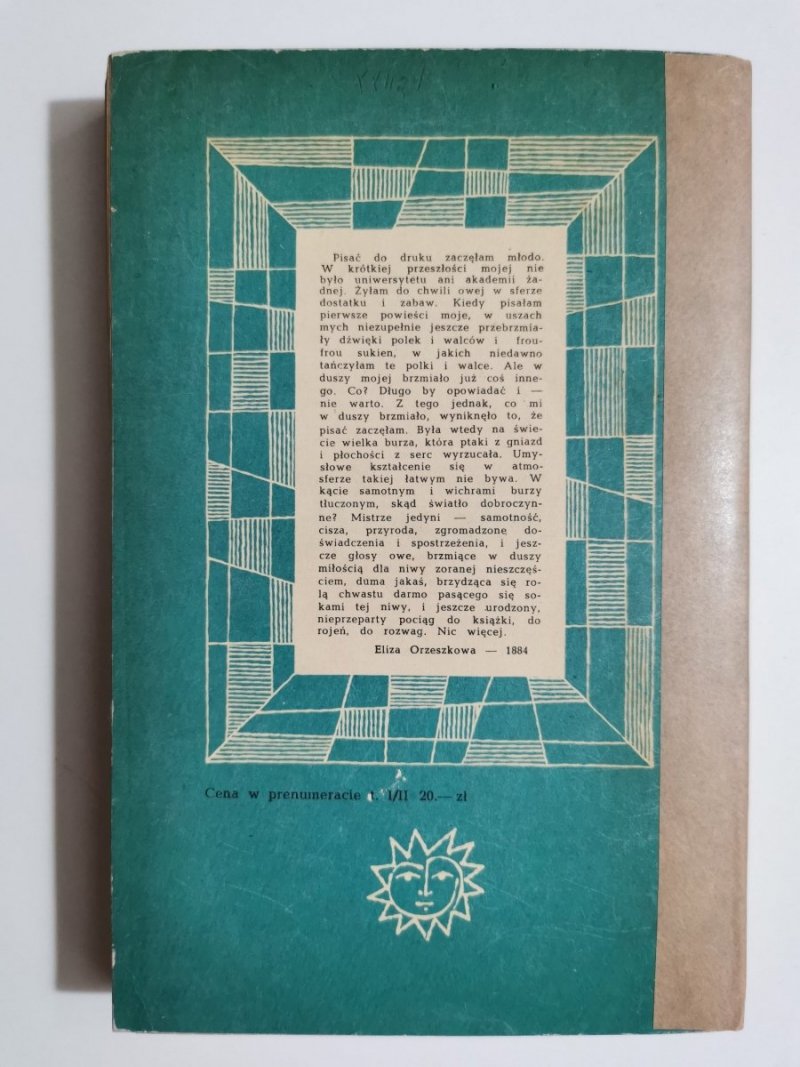 Pisać do druku zaczęłam młodo.
W krótkiej przeszłości mojej nie
było uniwersytetu ani akademii ża-
dnej. Żyłam do chwili owej w sferze
dostatku i zabaw. Kiedy pisałam
pierwsze powieści moje, w uszach
mych niezupełnie jeszcze przebrzmia-
ły dźwięki polek i walców i frou-
frou sukien, w jakich niedawno
tańczyłam te polki i walce. Ale w
duszy mojej brzmiało już coś inne-
go. Co? Długo by opowiadać i —
nie warto. Z tego jednak, co mi
w duszy brzmiało, wyniknęło to, że
pisać zaczęłam. Była wtedy na świe-
cie wielka burza, która ptaki z gniazd
i płochości z serc wyrzucała. Umy-
słowe kształcenie się w atmo-
sferze takiej łatwym nie bywa. W
kącie samotnym i wichrami burzy
tłuczonym, skąd światło dobroczyn-
ne? Mistrze jedyni — samotność,
cisza, przyroda, zgromadzone do-
świadczenia i spostrzeżenia, i jesz-
cze głosy owe, brzmiące w duszy
miłością dla niwy zoranej nieszczęś-
ciem, duma jakaś, brzydząca się ro-
lą chwastu darmo pasącego się so-
kami tej niwy, i jeszcze urodzony,
nieprzeparty pociąg do książki, do
rojeń, do rozwag. Nic więcej.
Eliza Orzeszkowa — 1884
Cena w prenumeracie t. I/II 20.— zł